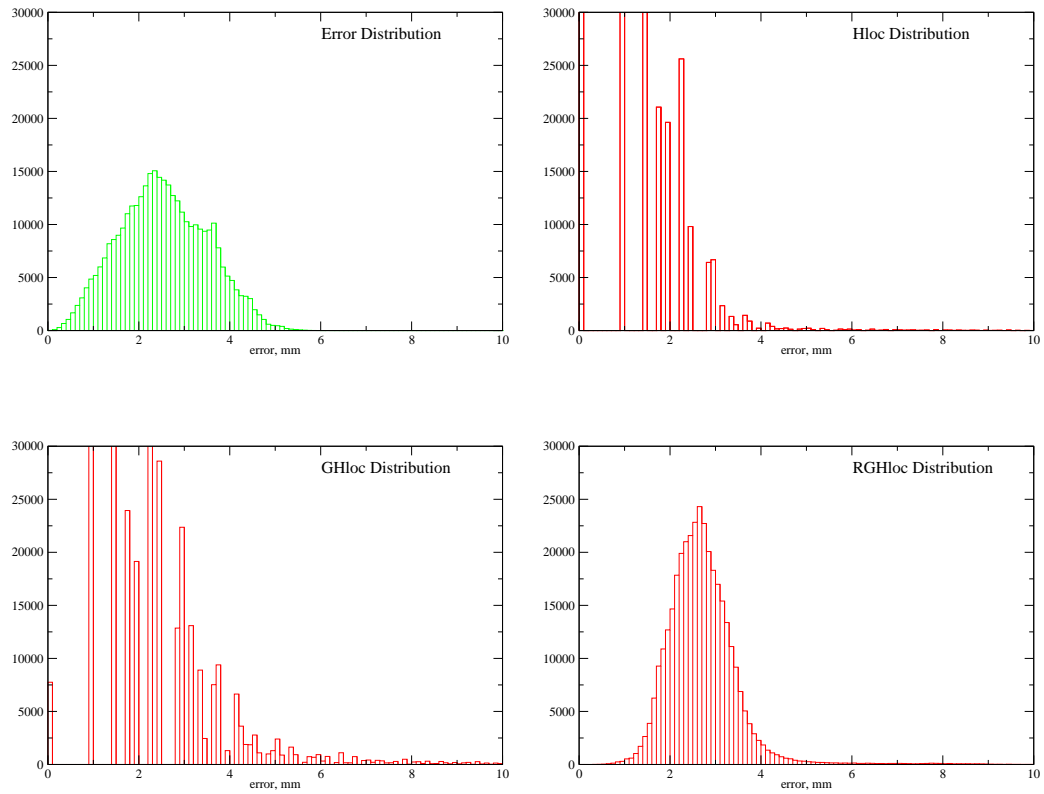 30000
Error Distribution
25000
20000
15000
10000
5000
0
0 2 4 6 8 10
error, mm
30000
Hloc Distribution
25000
20000
15000
10000
5000
0
0 2 4 6 8 10
error, mm
30000
GHloc Distribution
25000
20000
15000
10000
5000
0
0 2 4 6 8 10
error, mm
30000
RGHloc Distribution
25000
20000
15000
10000
5000
0
0 2 4 6 8 10
error, mm